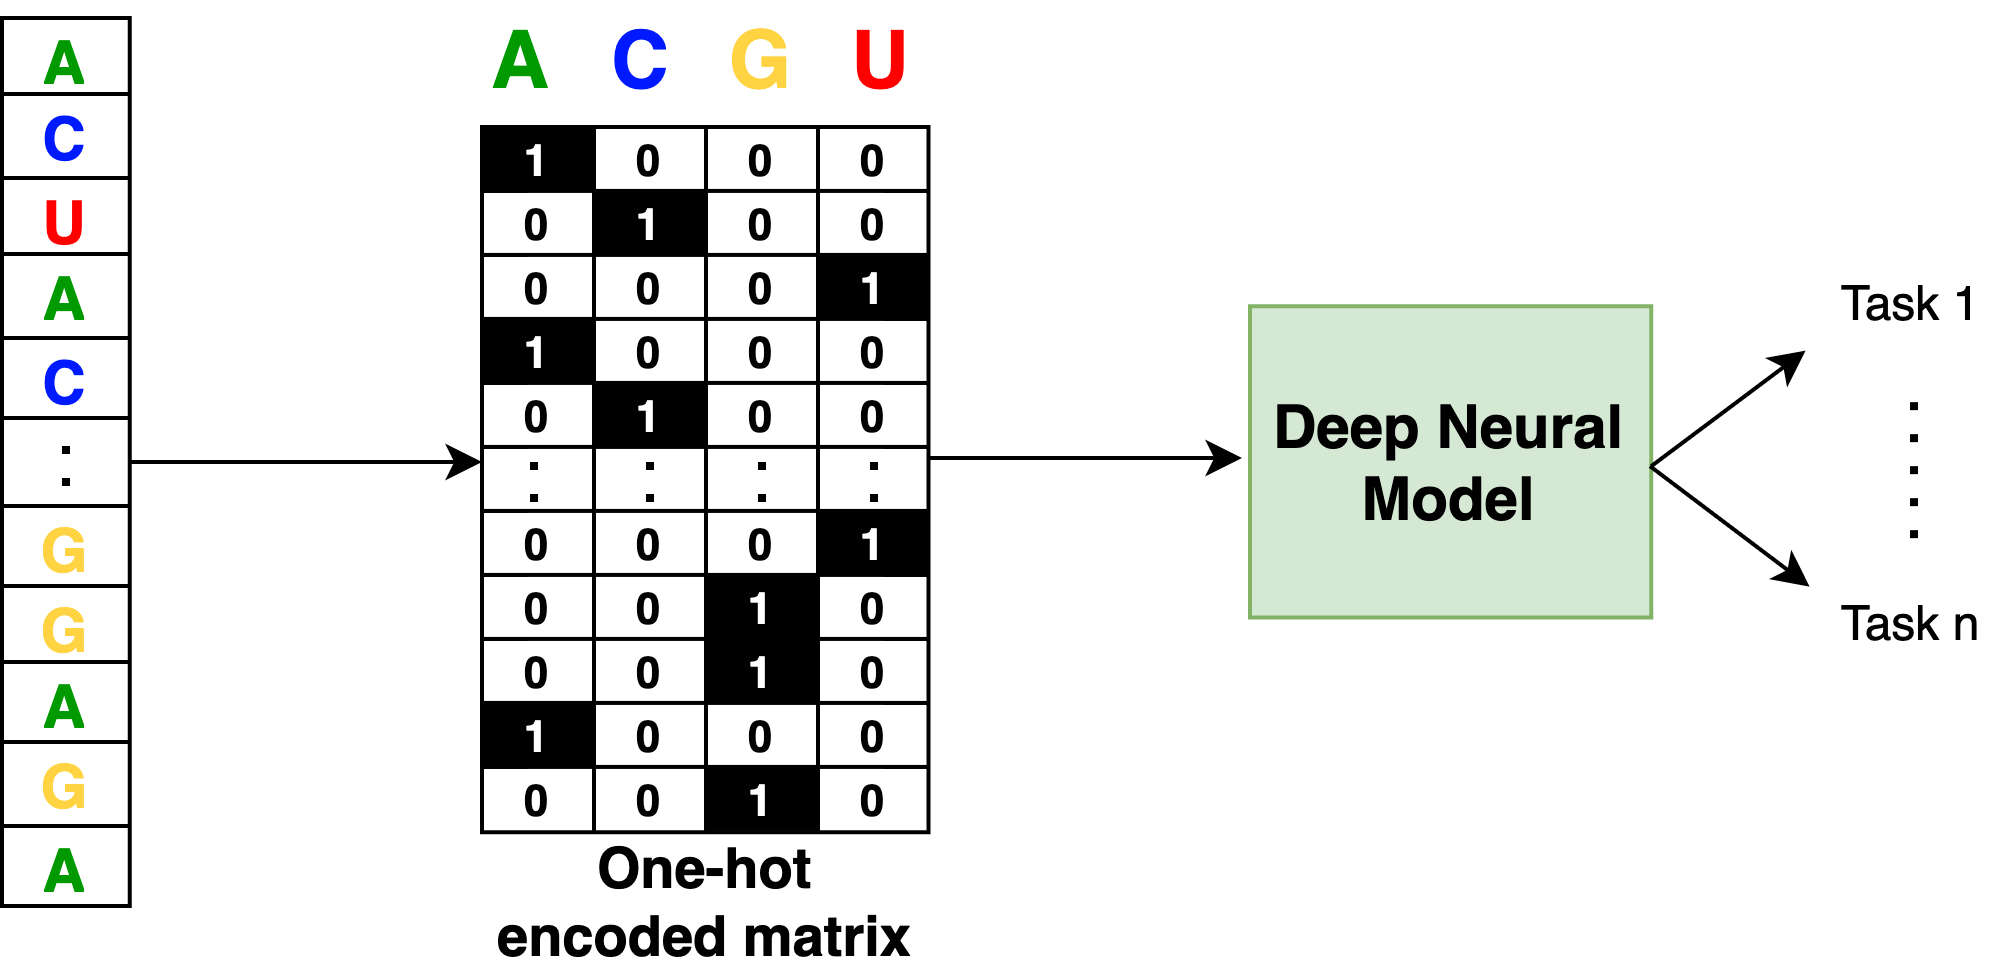 A
C
U
A
C
:
G
G
A
G
A
A C G U
1 0 0 0
0 1 0 0
0 0 0 1
1 0 0 0
0 1 0 0
: : : :
0 0 0 1
0 0 1 0
0 0 1 0
1 0 0 0
0 0 1 0
One-hot
encoded matrix
Deep Neural
Model
Task 1
Task n